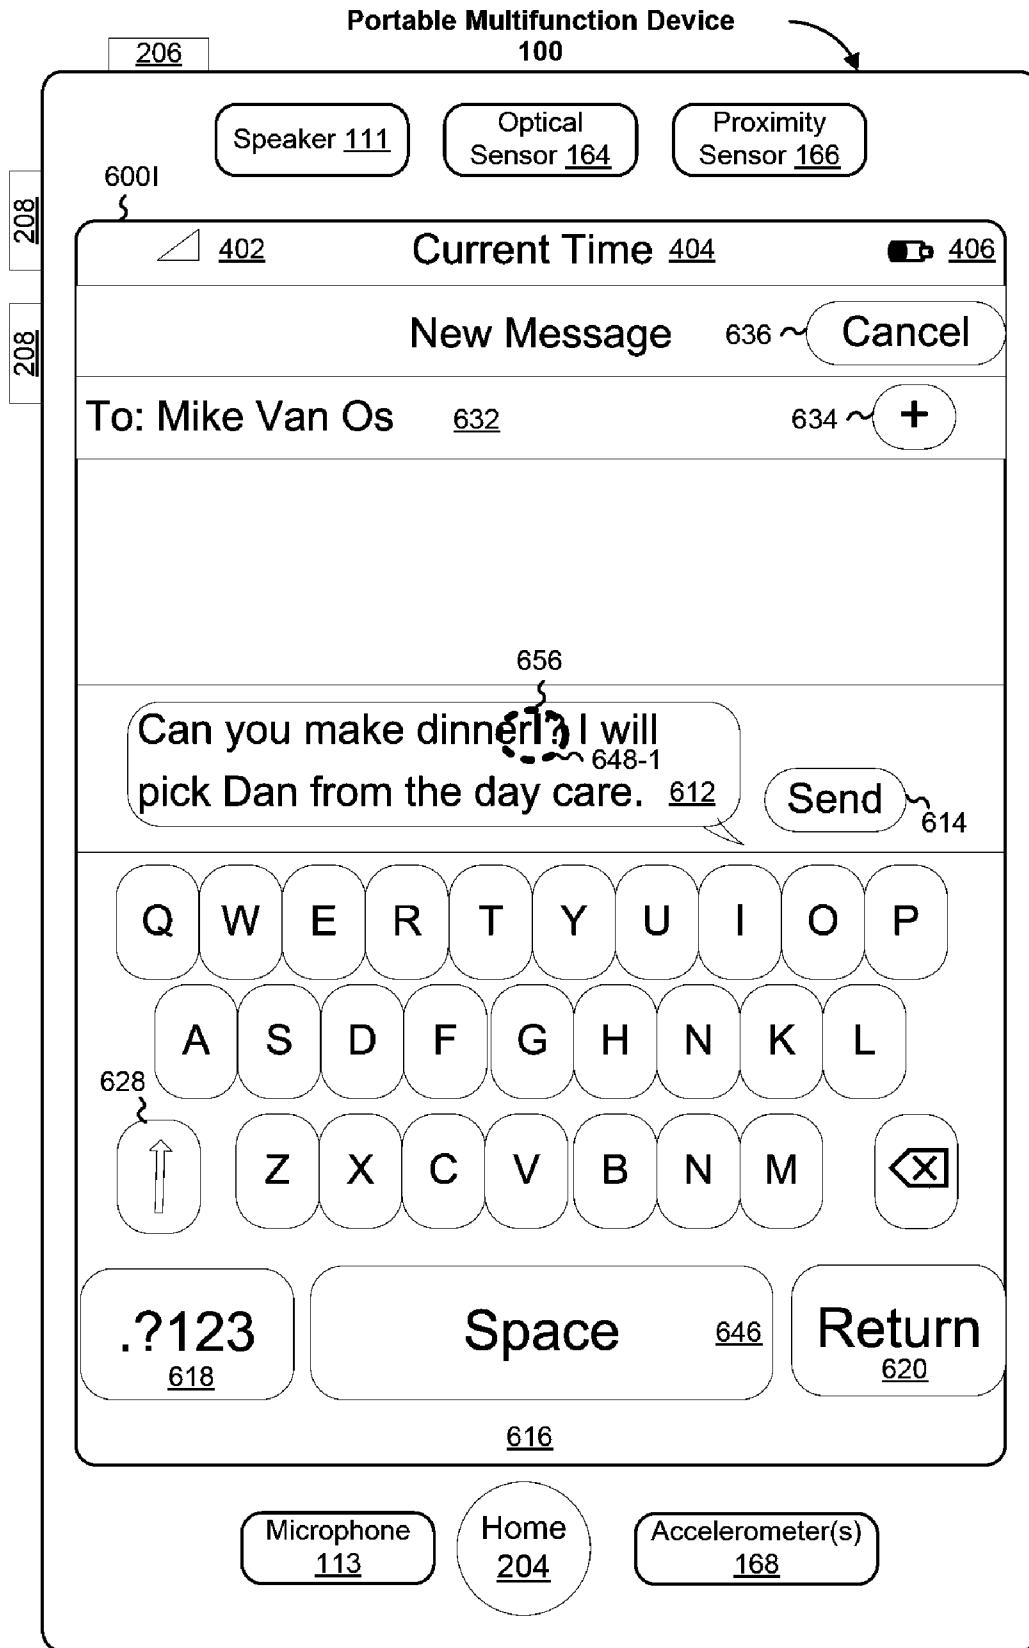 Portable Multifunction Device
100
206
Speaker 111
Optical
Sensor 164
Proximity
Sensor 166
600I
208
208
402
Current Time 404
406
New Message
636
Cancel
To: Mike Van Os
632
634
+
656
Can you make dinner? I will
648-1
pick Dan from the day care.
612
Send
614
Q W E R T Y U I O P
A S D F G H N K L
628
Z X C V B N M
.?123
618
Space
646
Return
620
616
Microphone
113
Home
204
Accelerometer(s)
168